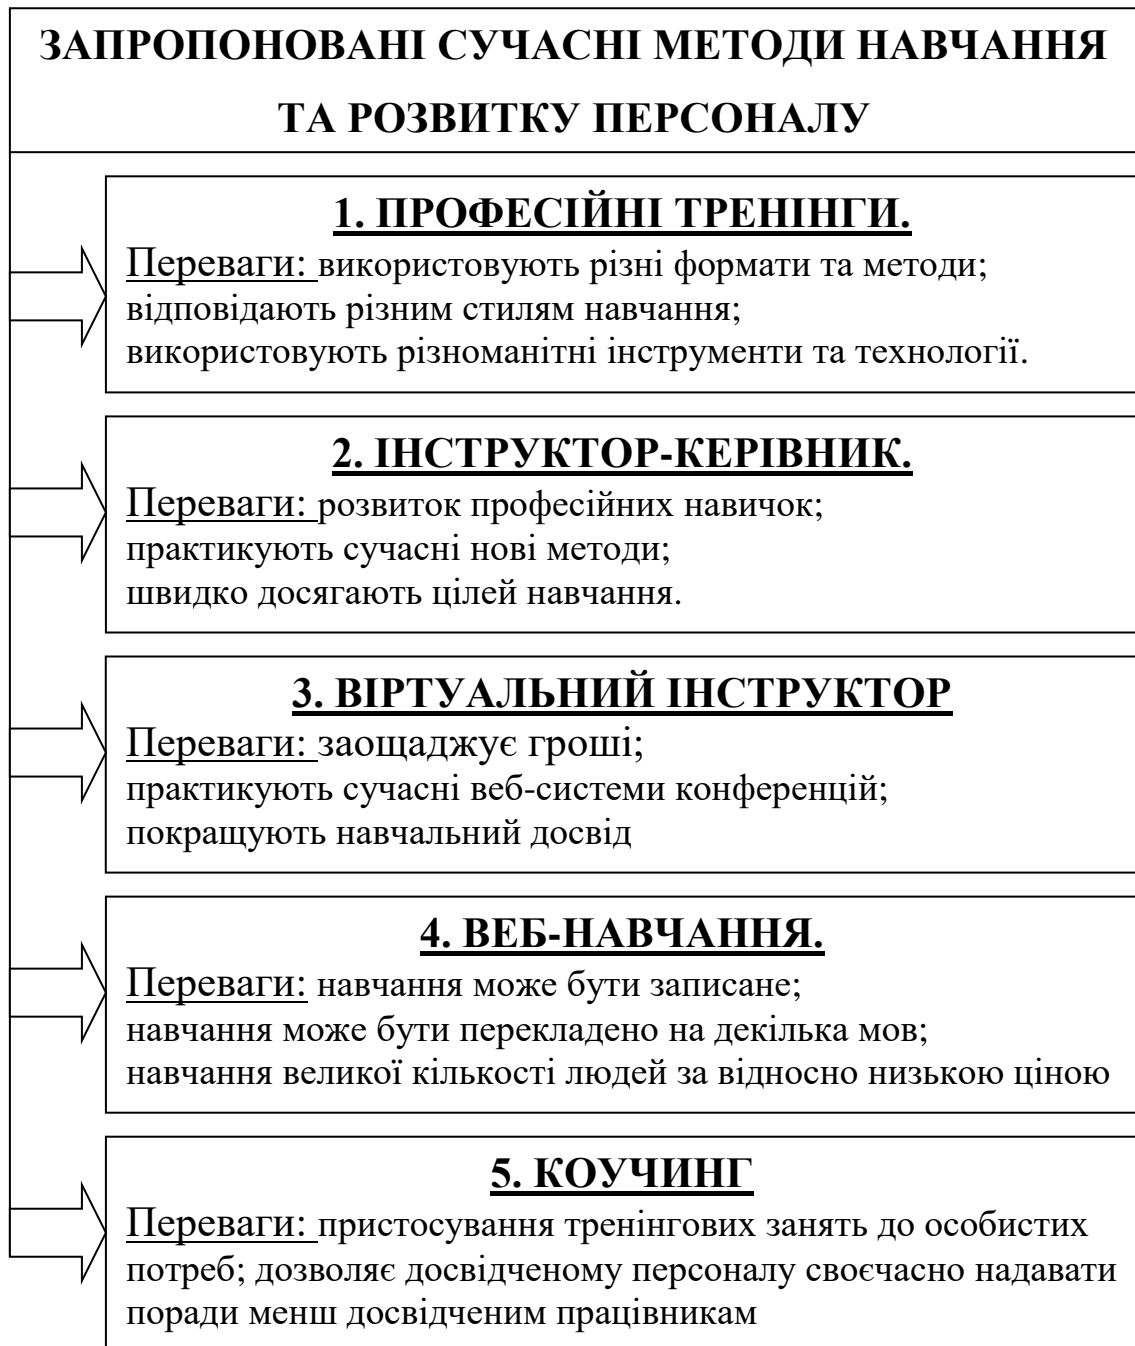 ЗАПРОПОНОВАНІ СУЧАСНІ МЕТОДИ НАВЧАННЯ
ТА РОЗВИТКУ ПЕРСОНАЛУ
1. ПРОФЕСІЙНІ ТРЕНІНГИ.
Переваги: використовують різні формати та методи;
відповідають різним стилям навчання;
використовують різноманітні інструменти та технології.
2. ІНСТРУКТОР-КЕРІВНИК.
Переваги: розвиток професійних навичок;
практикують сучасні нові методи;
швидко досягають цілей навчання.
3. ВІРТУАЛЬНИЙ ІНСТРУКТОР
Переваги: заощаджує гроші;
практикують сучасні веб-системи конференцій;
покращують навчальний досвід
4. ВЕБ-НАВЧАННЯ.
Переваги: навчання може бути записане;
навчання може бути перекладено на декілька мов;
навчання великої кількості людей за відносно низькою ціною
5. КОУЧИНГ
Переваги: пристосування тренінгових занять до особистих
потреб; дозволяє досвідченому персоналу своєчасно надавати
поради менш досвідченим працівникам